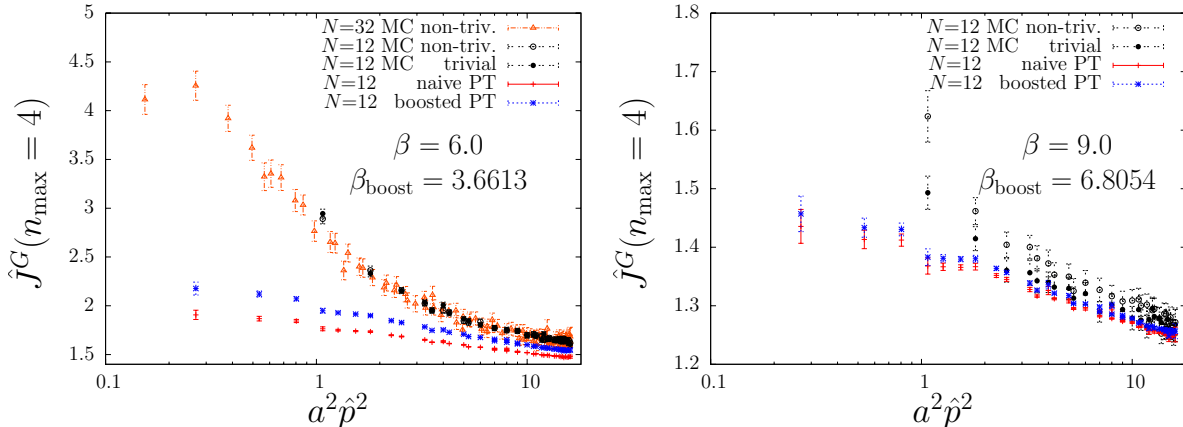 N=32 MC non-triv.
N=12 MC non-triv.
N=12 MC trivial
N=12 naive PT
N=12 boosted PT
β = 6.0
β_boost = 3.6613
Ĵ^G(n_max = 4)
5
4.5
4
3.5
3
2.5
2
1.5
0.1
1
10
a²p̂²
N=12 MC non-triv.
N=12 MC trivial
N=12 naive PT
N=12 boosted PT
β = 9.0
β_boost = 6.8054
Ĵ^G(n_max = 4)
1.8
1.7
1.6
1.5
1.4
1.3
1.2
0.1
1
10
a²p̂²